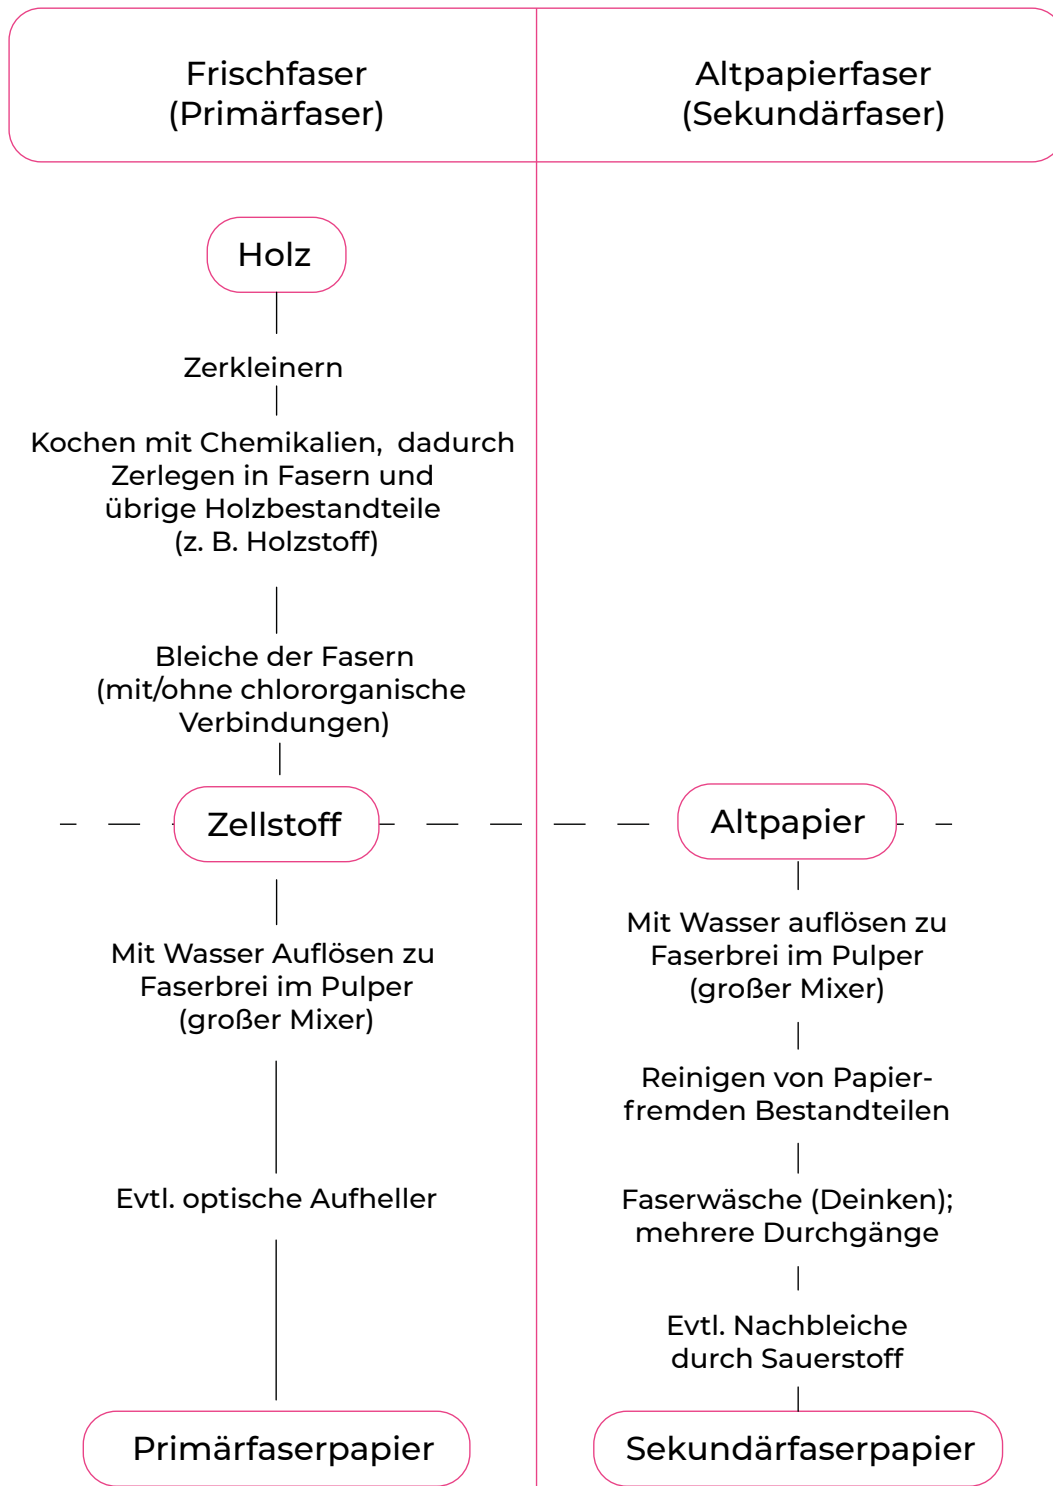 Frischfaser
(Primärfaser)
Altpapierfaser
(Sekundärfaser)
Holz
Zerkleinern
Kochen mit Chemikalien, dadurch
Zerlegen in Fasern und
übrige Holzbestandteile
(z. B. Holzstoff)
Bleiche der Fasern
(mit/ohne chlororganische
Verbindungen)
Zellstoff
Mit Wasser Auflösen zu
Faserbrei im Pulper
(großer Mixer)
Evtl. optische Aufheller
Primärfaserpapier
Altpapier
Mit Wasser auflösen zu
Faserbrei im Pulper
(großer Mixer)
Reinigen von Papier-
fremden Bestandteilen
Faserwäsche (Deinken);
mehrere Durchgänge
Evtl. Nachbleiche
durch Sauerstoff
Sekundärfaserpapier